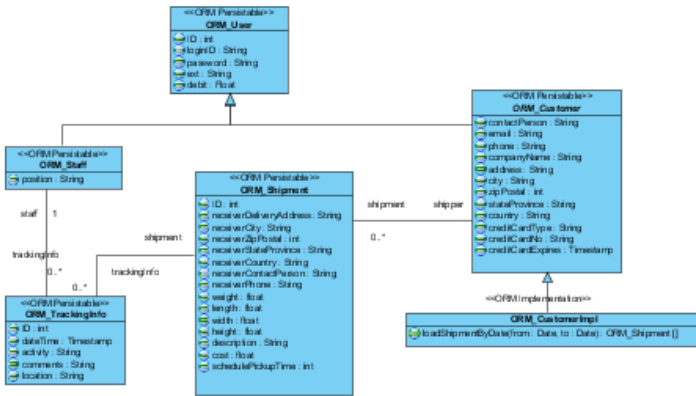 <<ORM Persistable>>
ORM_User
ID : int
loginID : String
password : String
ext : String
debit : float
<<ORM Persistable>>
ORM_Customer
contactPerson : String
email : String
phone : String
companyName : String
address : String
city : String
zipPostal : int
stateProvince : String
country : String
creditCardType : String
creditCardNo : String
creditCardExpires : Timestamp
<<ORM Persistable>>
ORM_Staff
position : String
<<ORM Persistable>>
ORM_Shipment
ID : int
receiverDeliveryAddress : String
receiverCity : String
receiverZipPostal : int
receiverStateProvince : String
receiverCountry : String
receiverContactPerson : String
receiverPhone : String
weight : float
length : float
width : float
height : float
description : String
cost : float
schedulePickupTime : int
shipment
shipper
0..*
staff
1
trackingInfo
0..*
shipment
trackingInfo
0..*
<<ORM Persistable>>
ORM_TrackingInfo
ID : int
dateTime : Timestamp
activity : String
comments : String
location : String
<<ORM Implementation>>
ORM_CustomerImpl
loadShipmentByDate(from : Date, to : Date) : ORM_Shipment[]